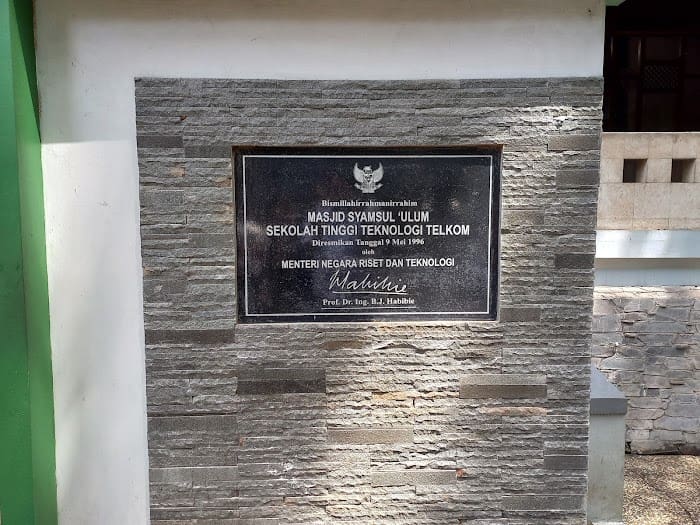 Bismillahirrahmanirrahim
MASJID SYAMSUL 'ULUM
SEKOLAH TINGGI TEKNOLOGI TELKOM
Diresmikan Tanggal 9 Mei 1996
oleh
MENTERI NEGARA RISET DAN TEKNOLOGI
Habibie
Prof. Dr. Ing. B.J. Habibie